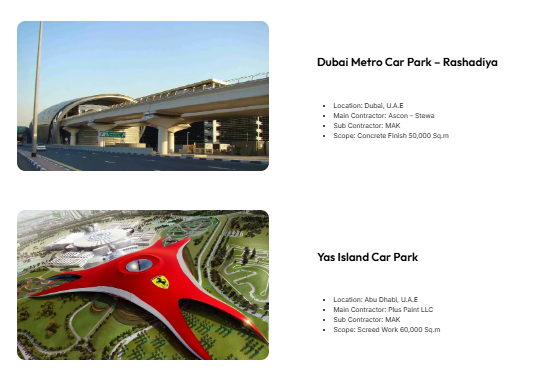 Dubai Metro Car Park – Rashadiya
Location: Dubai, U.A.E
Main Contractor: Ascon – Stewa
Sub Contractor: MAK
Scope: Concrete Finish 50,000 Sq.m
Yas Island Car Park
Location: Abu Dhabi, U.A.E
Main Contractor: Plus Paint LLC
Sub Contractor: MAK
Scope: Screed Work 60,000 Sq.m